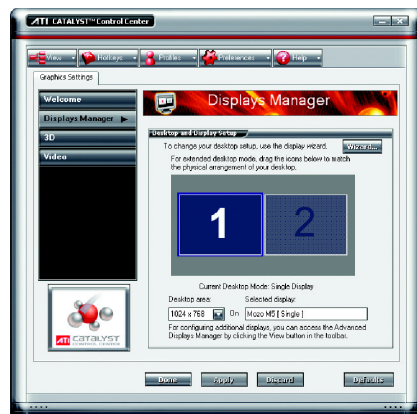 ATI CATALYST™ Control Center
View
Hotkeys
Profiles
Preferences
Help
Graphics Settings
Welcome
Displays Manager
3D
Video
Displays Manager
Desktop and Display Setup
To change your desktop setup, use the display wizard.
Wizard...
For extended desktop mode, drag the icons below to match
the physical arrangement of your desktop.
1
2
Current Desktop Mode: Single Display
Desktop area:
Selected display:
1024 x 768
On
Mozo M5 [ Single ]
For configuring additional displays, you can access the Advanced
Displays Manager by clicking the View button in the toolbar.
ATI CATALYST
CONTROL CENTER
Done
Apply
Discard
Defaults